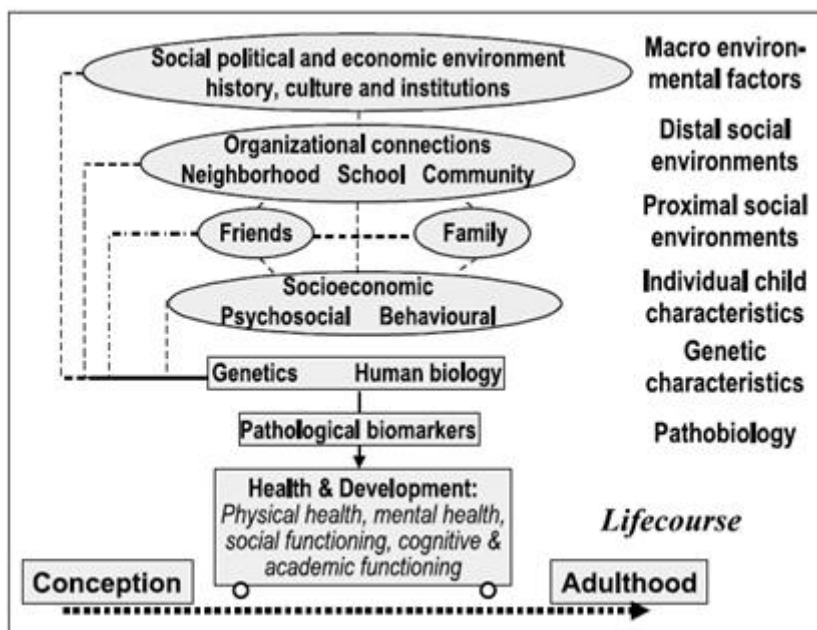 Social political and economic environment
history, culture and institutions
Macro environ-
mental factors
Organizational connections
Neighborhood School Community
Distal social
environments
Friends
Family
Proximal social
environments
Socioeconomic
Psychosocial Behavioural
Individual child
characteristics
Genetics Human biology
Genetic
characteristics
Pathological biomarkers
Pathobiology
Health & Development:
Physical health, mental health,
social functioning, cognitive &
academic functioning
Lifecourse
Conception
Adulthood